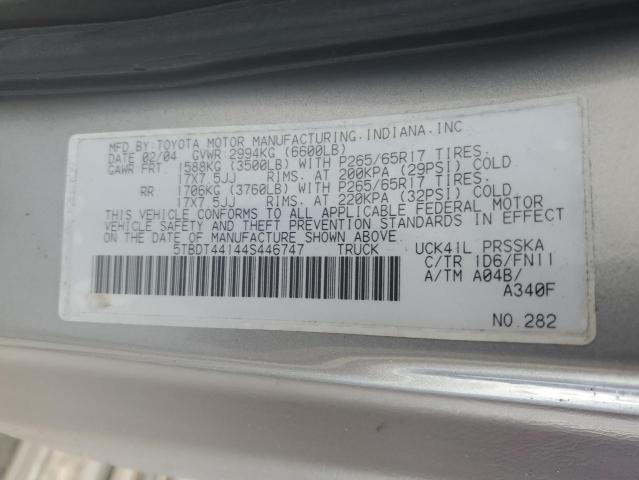 MFD.BY:TOYOTA MOTOR MANUFACTURING,INDIANA,INC
DATE 02/04 GVWR 2994KG (6600LB)
GAWR FRT. 1588KG (3500LB) WITH P265/65R17 TIRES,
17X7.5JJ RIMS, AT 200KPA (29PSI) COLD
RR 1706KG (3760LB) WITH P265/65R17 TIRES,
17X7.5JJ RIMS, AT 220KPA (32PSI) COLD
THIS VEHICLE CONFORMS TO ALL APPLICABLE FEDERAL MOTOR
VEHICLE SAFETY AND THEFT PREVENTION STANDARDS IN EFFECT
ON THE DATE OF MANUFACTURE SHOWN ABOVE.
5TBDT44144S446747 TRUCK UCK41L PRSSKA
C/TR 1D6/FN11
A/TM A04B/
A340F
NO.282